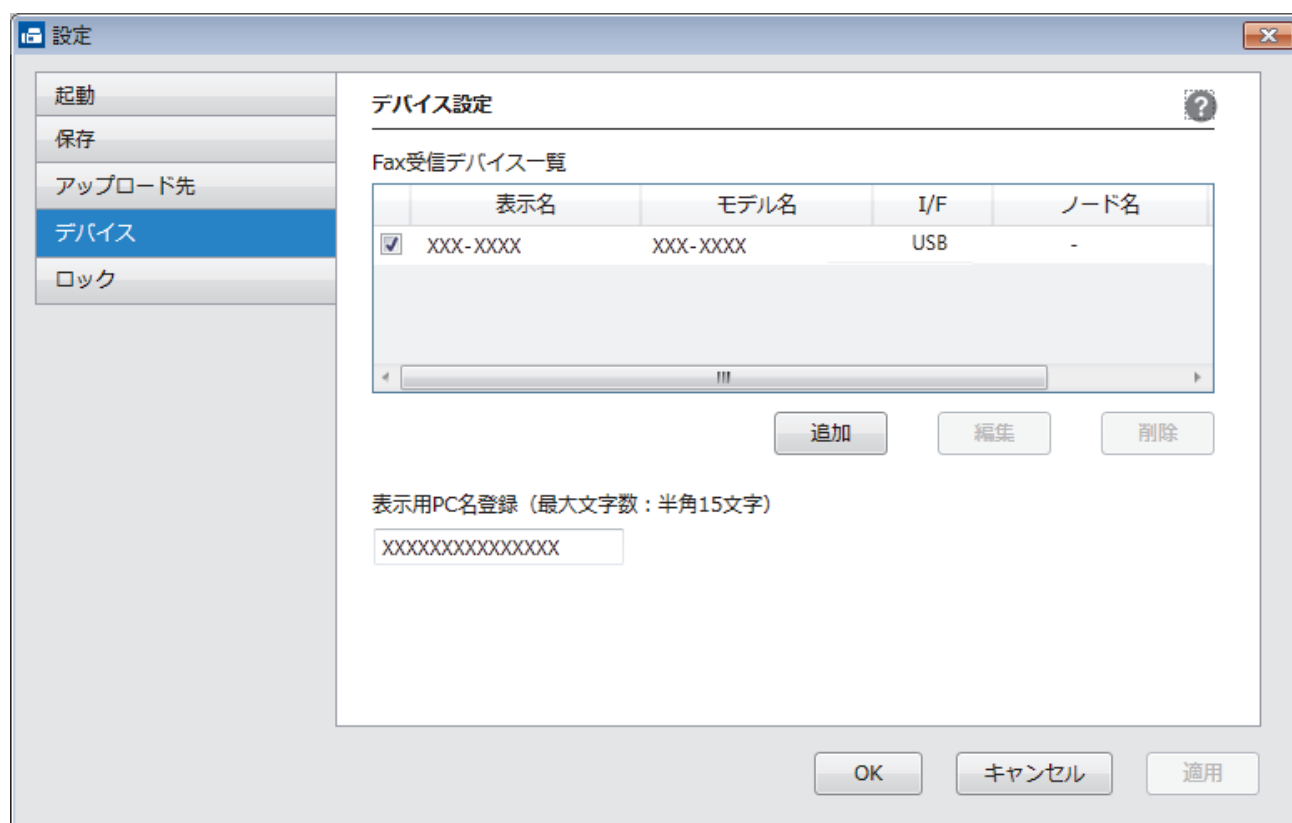 設定
起動
保存
アップロード先
デバイス
ロック
デバイス設定
Fax受信デバイス一覧
表示名 モデル名 I/F ノード名
XXX-XXXX XXX-XXXX USB -
追加 編集 削除
表示用PC名登録（最大文字数：半角15文字）
XXXXXXXXXXXXXXX
OK キャンセル 適用